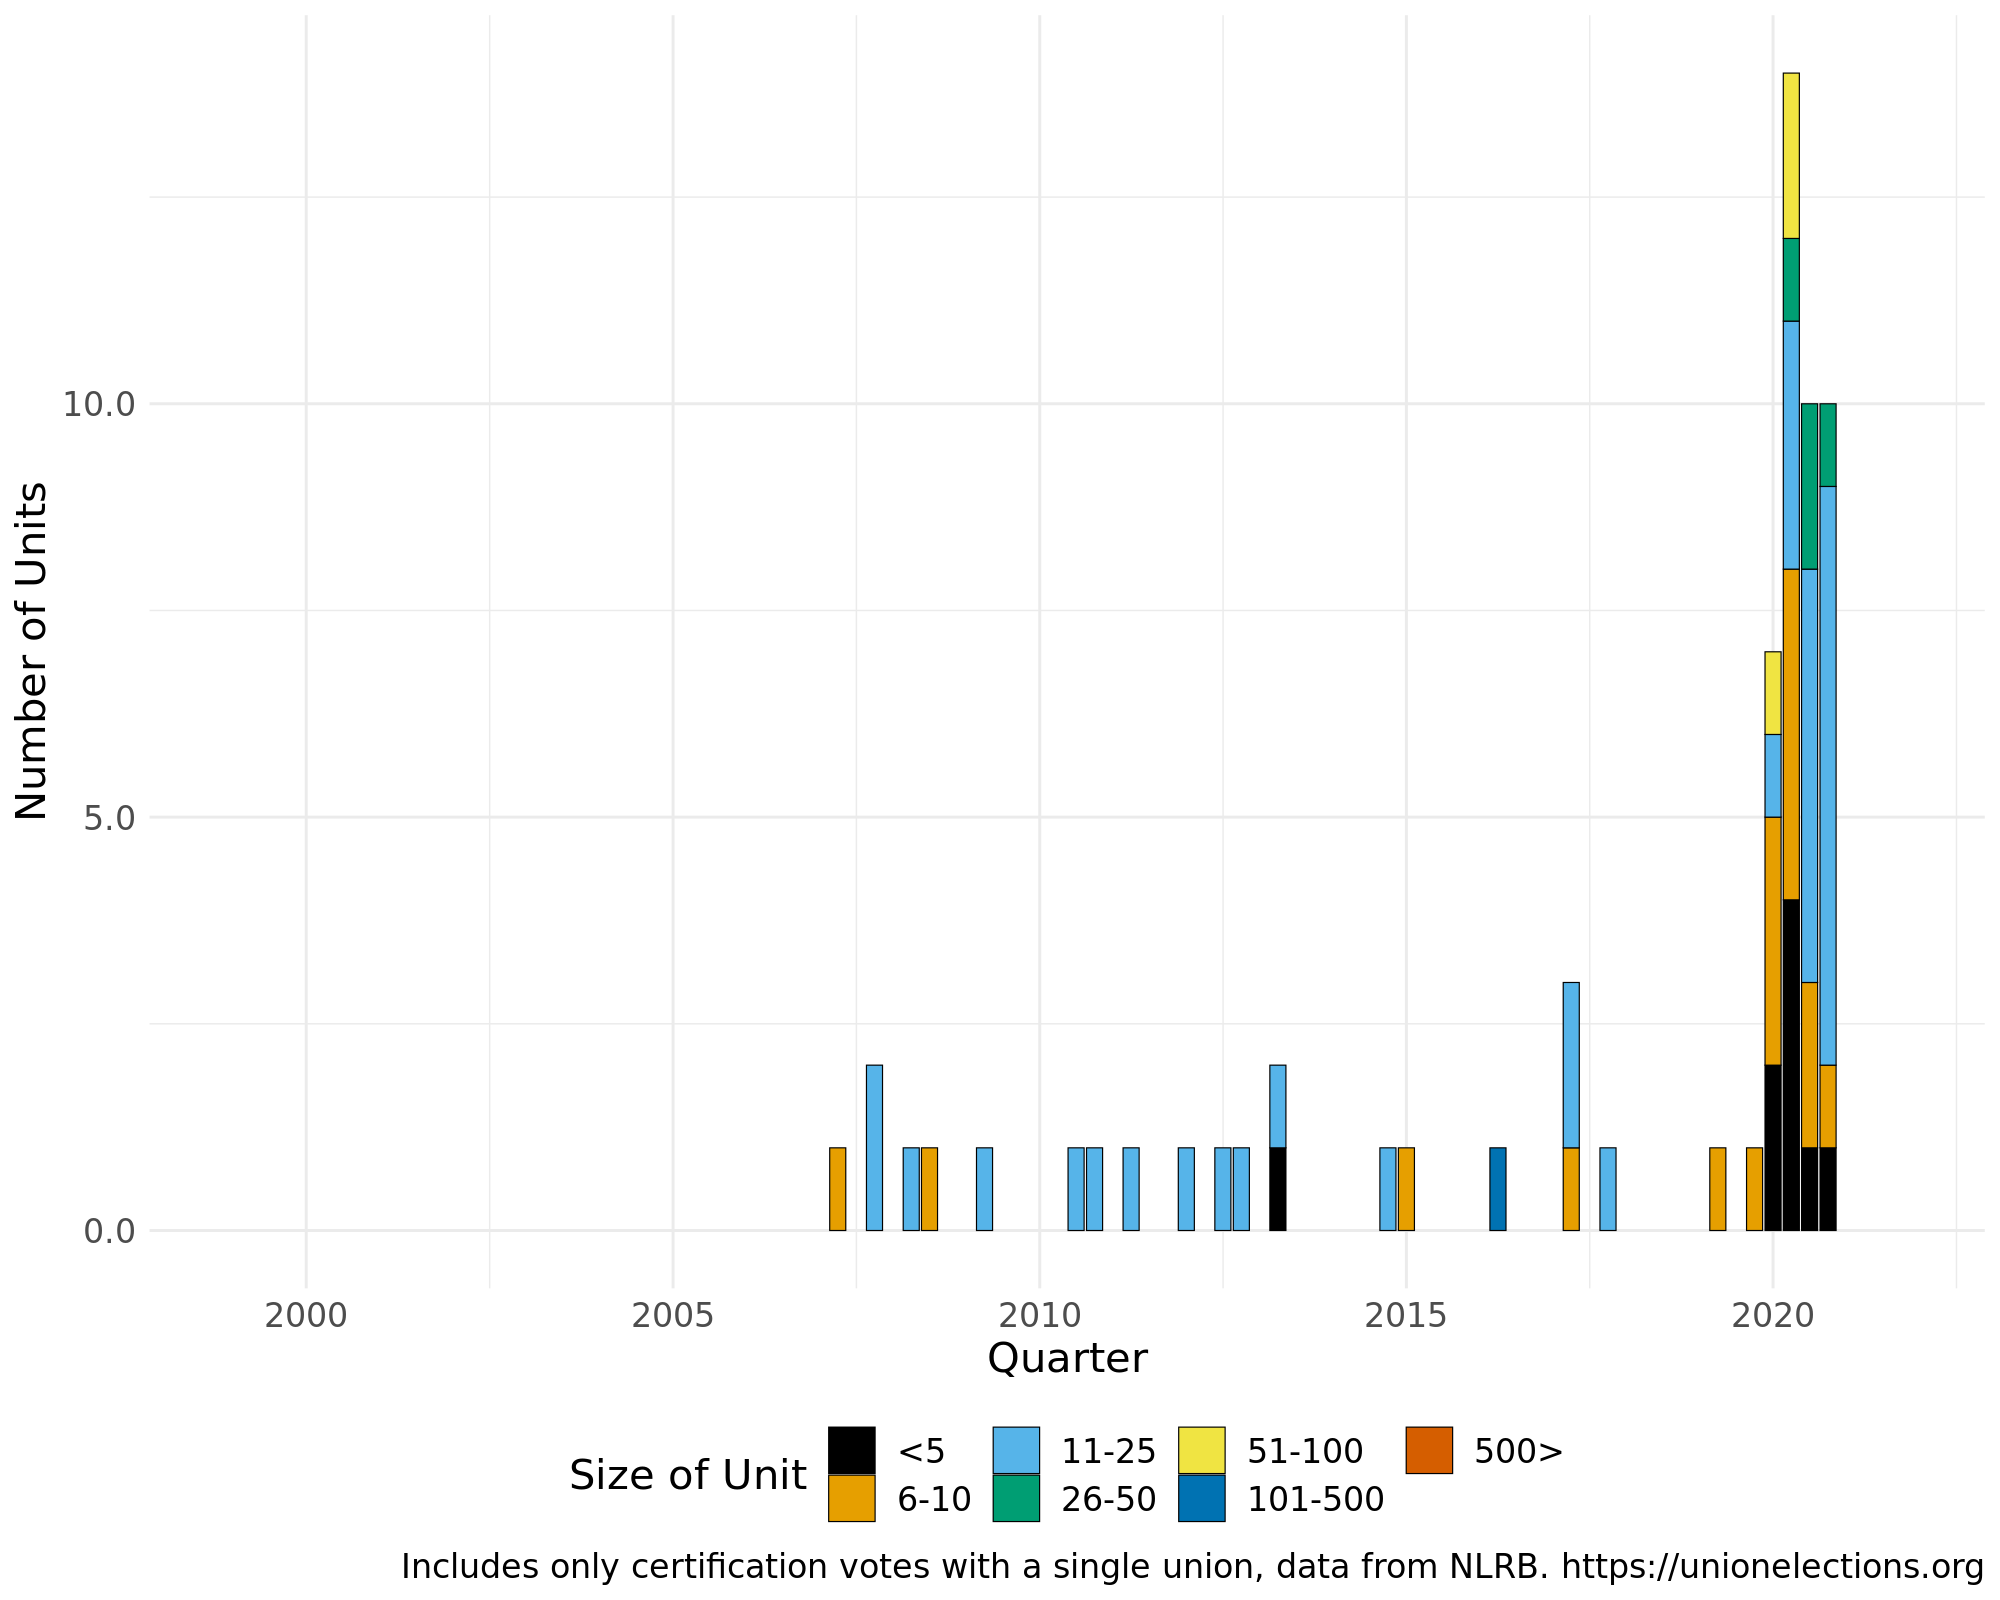 Number of Units
10.0
5.0
0.0
2000 2005 2010 2015 2020
Quarter
Size of Unit
<5 11-25 51-100 500>
6-10 26-50 101-500
Includes only certification votes with a single union, data from NLRB. https://unionelections.org